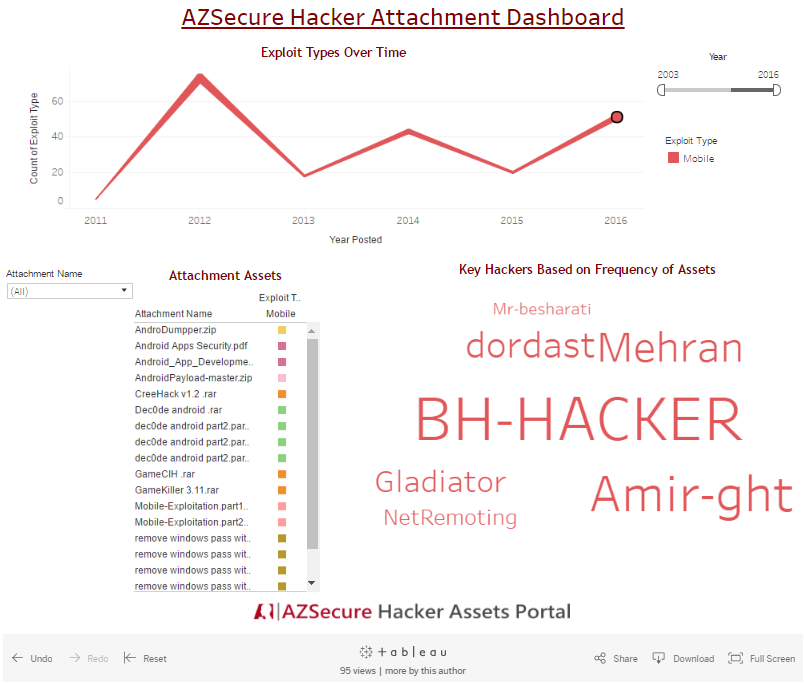 AZSecure Hacker Attachment Dashboard
Exploit Types Over Time
Count of Exploit Type
60
40
20
0
2011 2012 2013 2014 2015 2016
Year Posted
Year
2003 2016
Exploit Type
Mobile
Attachment Name
(All)
Attachment Assets
Exploit T..
Attachment Name Mobile
AndroDumpper.zip
Android Apps Security.pdf
Android_App_Developme..
AndroidPayload-master.zip
CreeHack v1.2 .rar
Dec0de android .rar
dec0de android part2.par..
dec0de android part2.par..
dec0de android part2.par..
GameCIH .rar
GameKiller 3.11.rar
Mobile-Exploitation.part1..
Mobile-Exploitation.part2..
remove windows pass wit..
remove windows pass wit..
remove windows pass wit..
remove windows pass wit..
Key Hackers Based on Frequency of Assets
Mr-besharati
dordast
Mehran
BH-HACKER
Gladiator
Amir-ght
NetRemoting
AZSecure Hacker Assets Portal
Undo Redo Reset
+ableau
95 views | more by this author
Share Download Full Screen